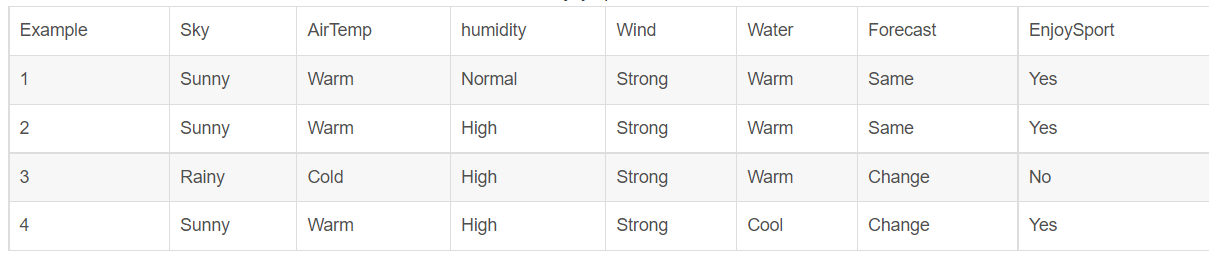 Example Sky AirTemp humidity Wind Water Forecast EnjoySport
1 Sunny Warm Normal Strong Warm Same Yes
2 Sunny Warm High Strong Warm Same Yes
3 Rainy Cold High Strong Warm Change No
4 Sunny Warm High Strong Cool Change Yes